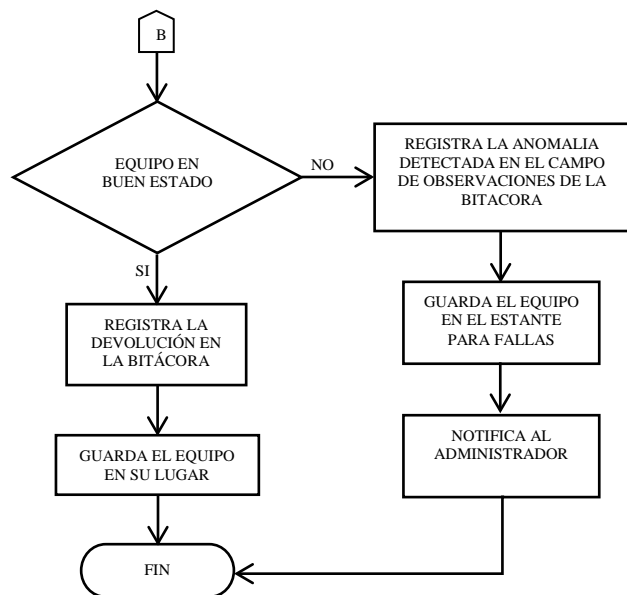 B
EQUIPO EN
BUEN ESTADO
NO
REGISTRA LA ANOMALIA
DETECTADA EN EL CAMPO
DE OBSERVACIONES DE LA
BITACORA
SI
REGISTRA LA
DEVOLUCIÓN EN
LA BITÁCORA
GUARDA EL EQUIPO
EN EL ESTANTE
PARA FALLAS
GUARDA EL EQUIPO
EN SU LUGAR
NOTIFICA AL
ADMINISTRADOR
FIN